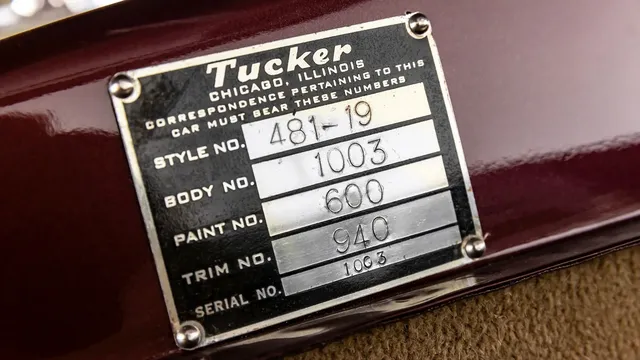 Tucker
CHICAGO, ILLINOIS
CORRESPONDENCE PERTAINING TO THIS
CAR MUST BEAR THESE NUMBERS
STYLE NO. 481-19
BODY NO. 1003
PAINT NO. 600
TRIM NO. 940
SERIAL NO. 1003